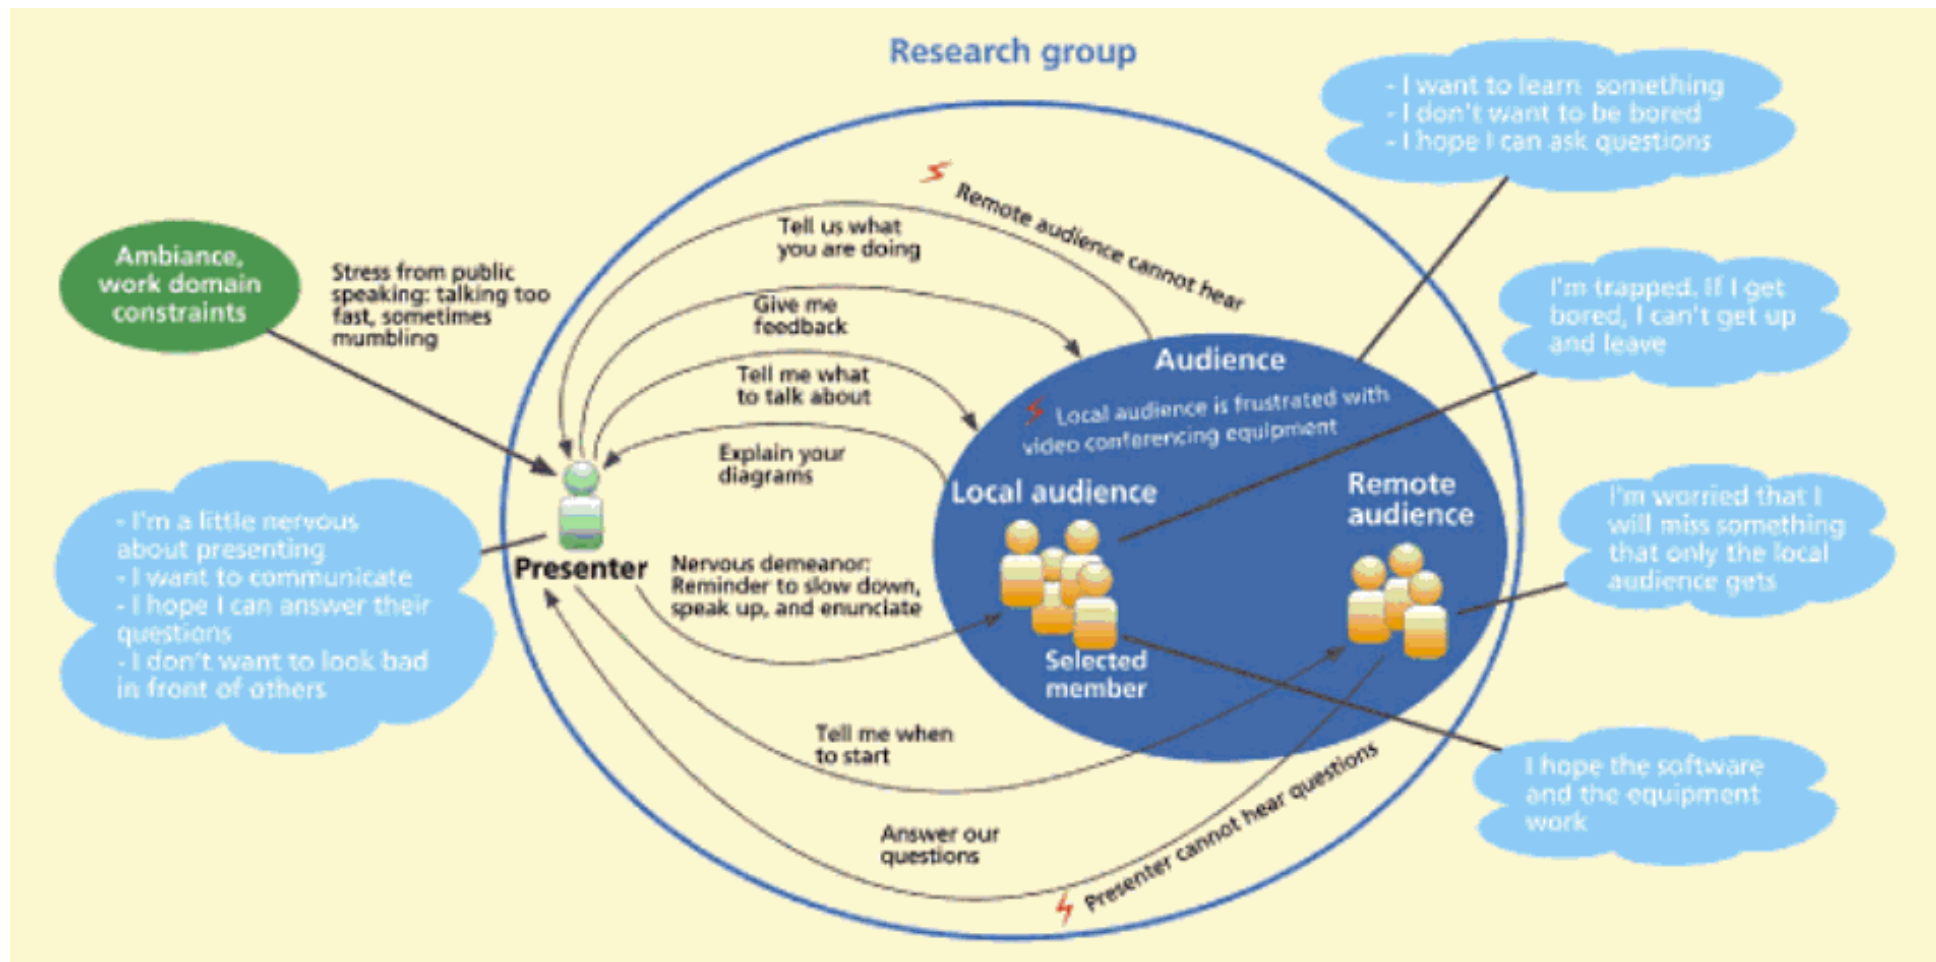 Research group
- I want to learn something
- I don't want to be bored
- I hope I can ask questions
Remote audience cannot hear
Tell us what
you are doing
Ambiance,
work domain
constraints
Stress from public
speaking: talking too
fast, sometimes
mumbling
I'm trapped. If I get
bored, I can't get up
and leave
Give me
feedback
Audience
Tell me what
to talk about
Local audience is frustrated with
video conferencing equipment
Explain your
diagrams
Local audience
Remote
audience
I'm worried that I
will miss something
that only the local
audience gets
- I'm a little nervous
about presenting
- I want to communicate
- I hope I can answer their
questions
- I don't want to look bad
in front of others
Presenter
Nervous demeanor:
Reminder to slow down,
speak up, and enunciate
Selected
member
Tell me when
to start
I hope the software
and the equipment
work
Answer our
questions
Presenter cannot hear questions